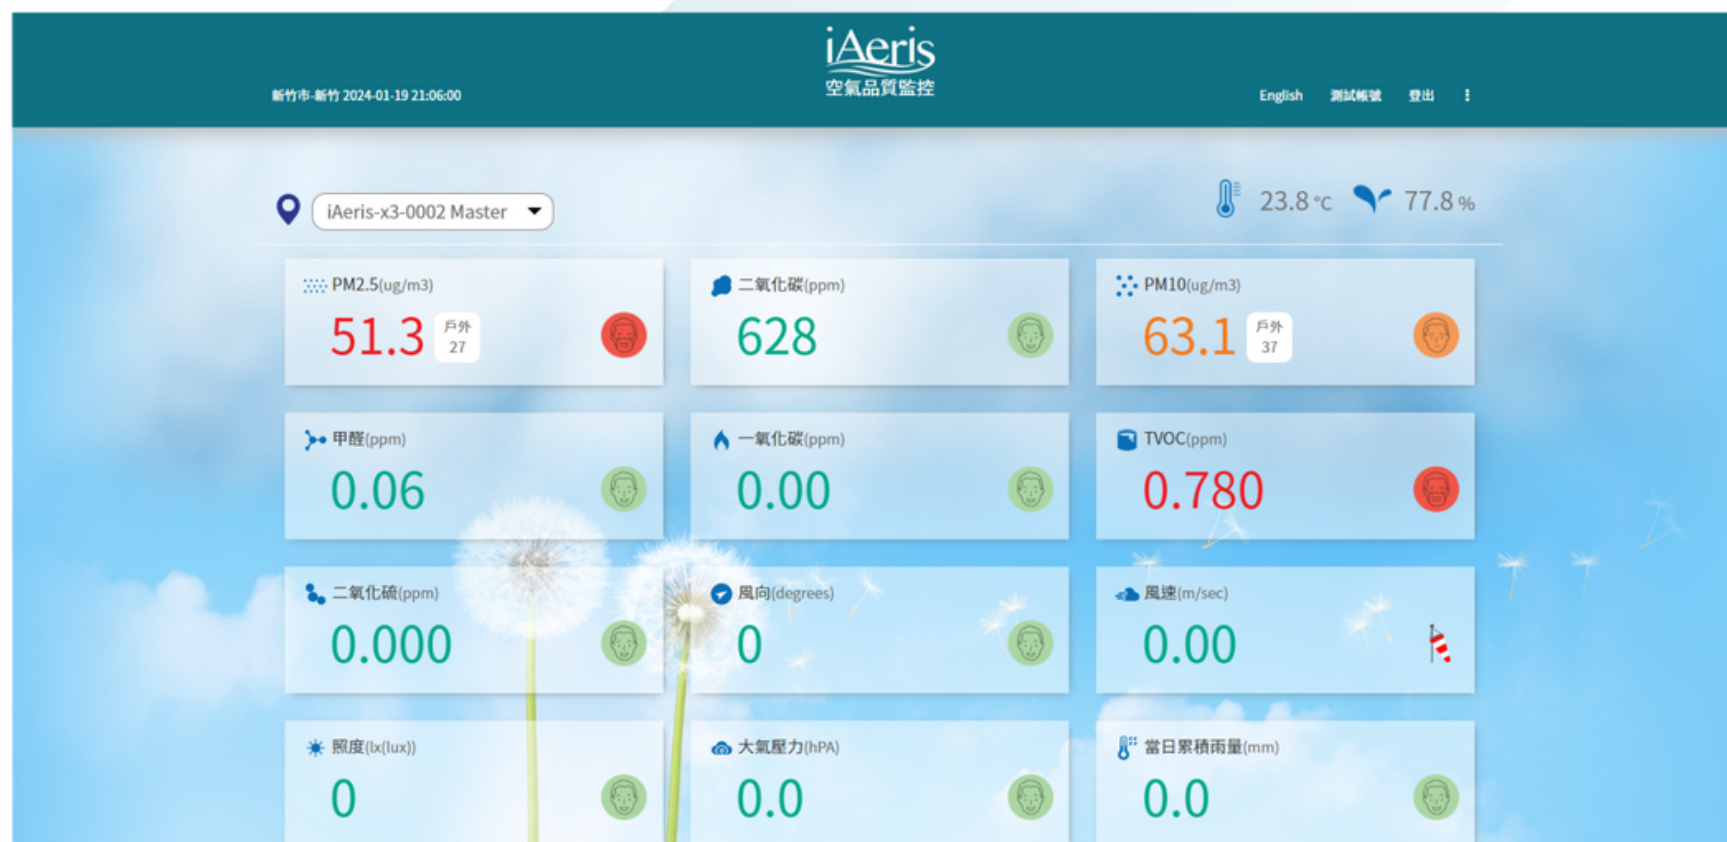 iAeris
空氣品質監控
新竹市-新竹 2024-01-19 21:06:00
English 測試帳號 登出
iAeris-x3-0002 Master
23.8 °C 77.8 %
PM2.5(ug/m3)
51.3
戶外
27
二氧化碳(ppm)
628
PM10(ug/m3)
63.1
戶外
37
甲醛(ppm)
0.06
一氧化碳(ppm)
0.00
TVOC(ppm)
0.780
二氧化硫(ppm)
0.000
風向(degrees)
0
風速(m/sec)
0.00
照度(lx(lux))
0
大氣壓力(hPA)
0.0
當日累積雨量(mm)
0.0